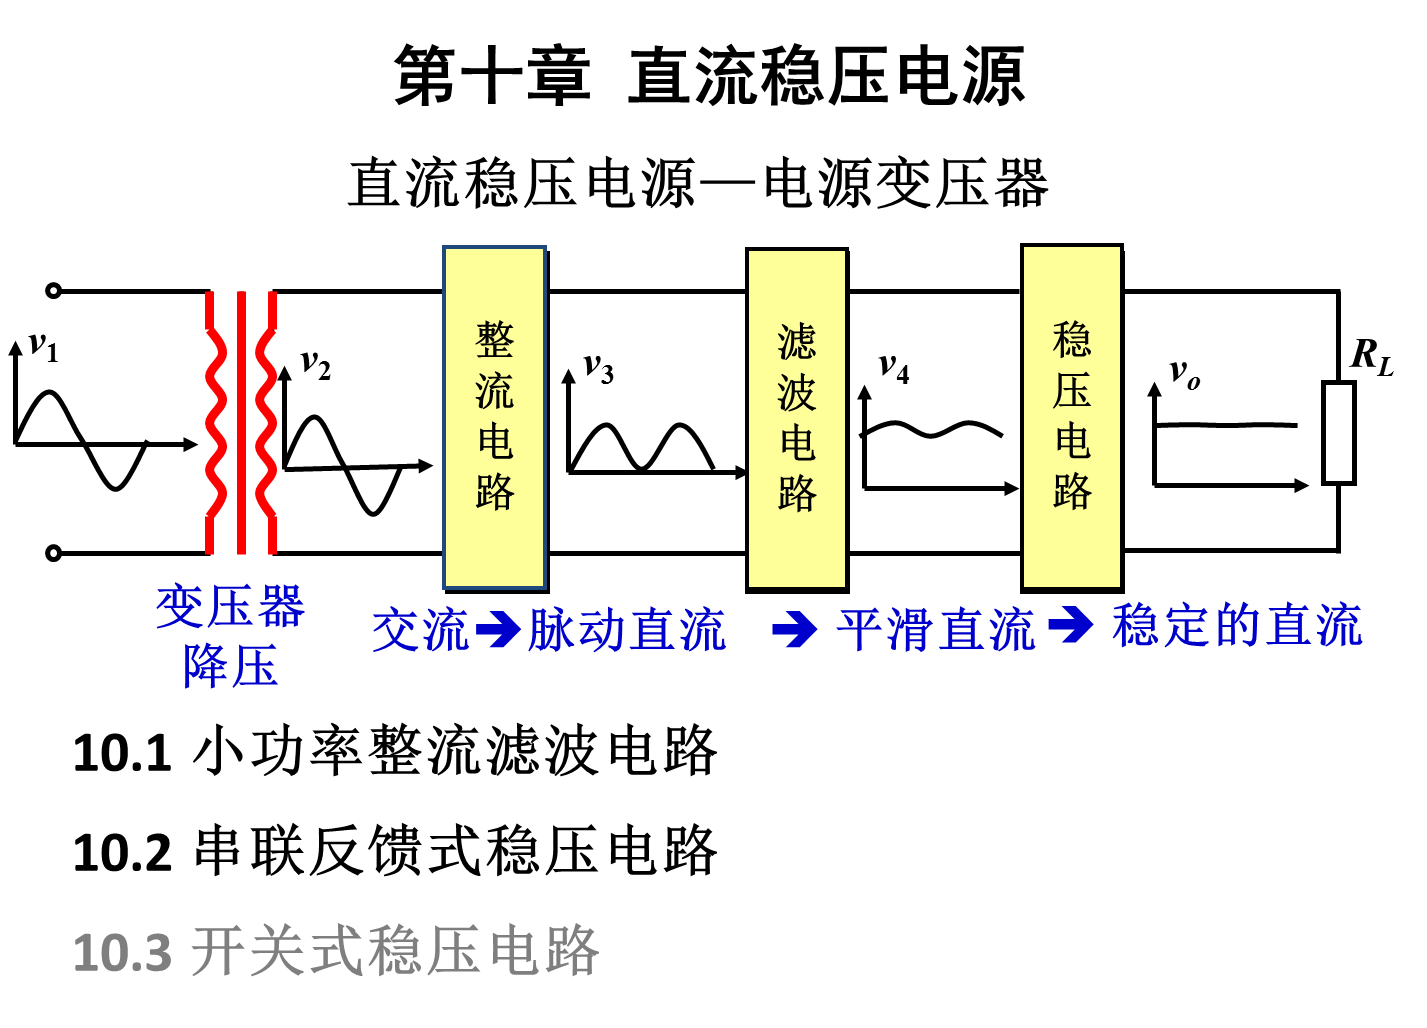 第十章 直流稳压电源
直流稳压电源—电源变压器
v1
v2
整流电路
v3
滤波电路
v4
稳压电路
vo
RL
变压器
降压
交流➔脉动直流 ➔ 平滑直流 ➔ 稳定的直流
10.1 小功率整流滤波电路
10.2 串联反馈式稳压电路
10.3 开关式稳压电路